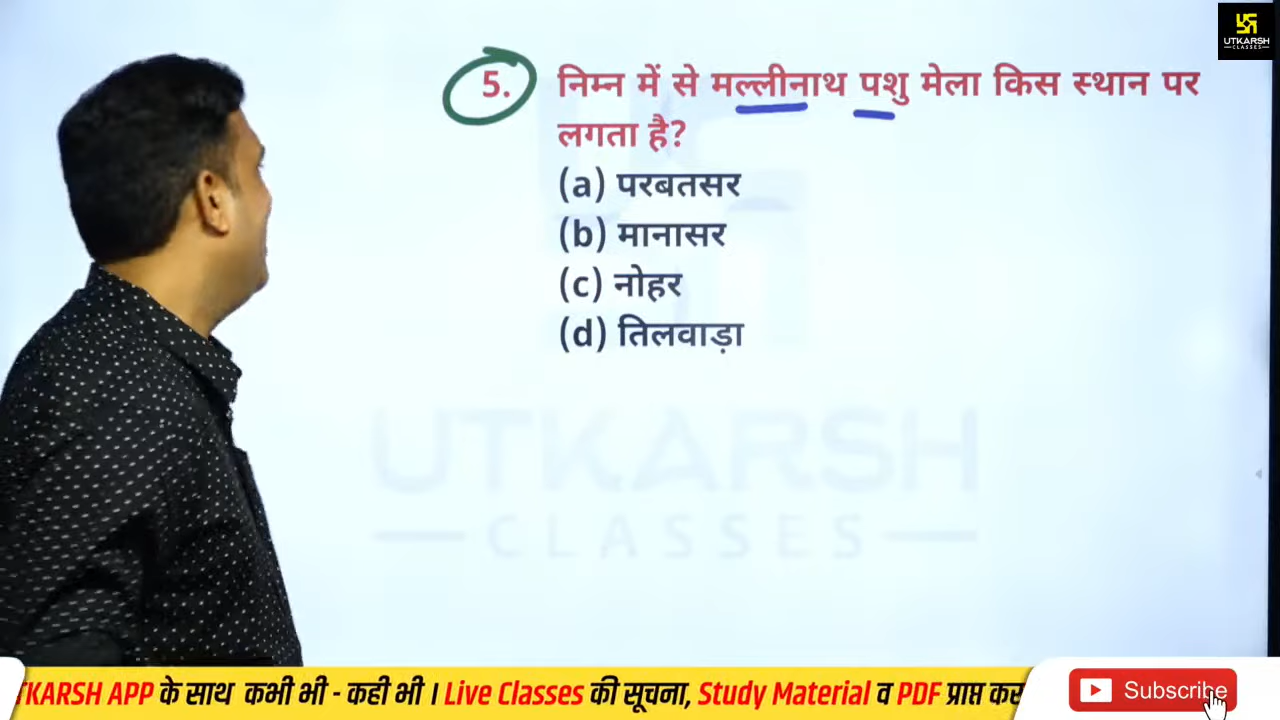 UTKARSH
CLASSES
5. निम्न में से मल्लीनाथ पशु मेला किस स्थान पर
लगता है?
(a) परबतसर
(b) मानासर
(c) नोहर
(d) तिलवाड़ा
UTKARSH
CLASSES
TKARSH APP के साथ कभी भी - कही भी । Live Classes की सूचना, Study Material व PDF प्राप्त कर
Subscribe